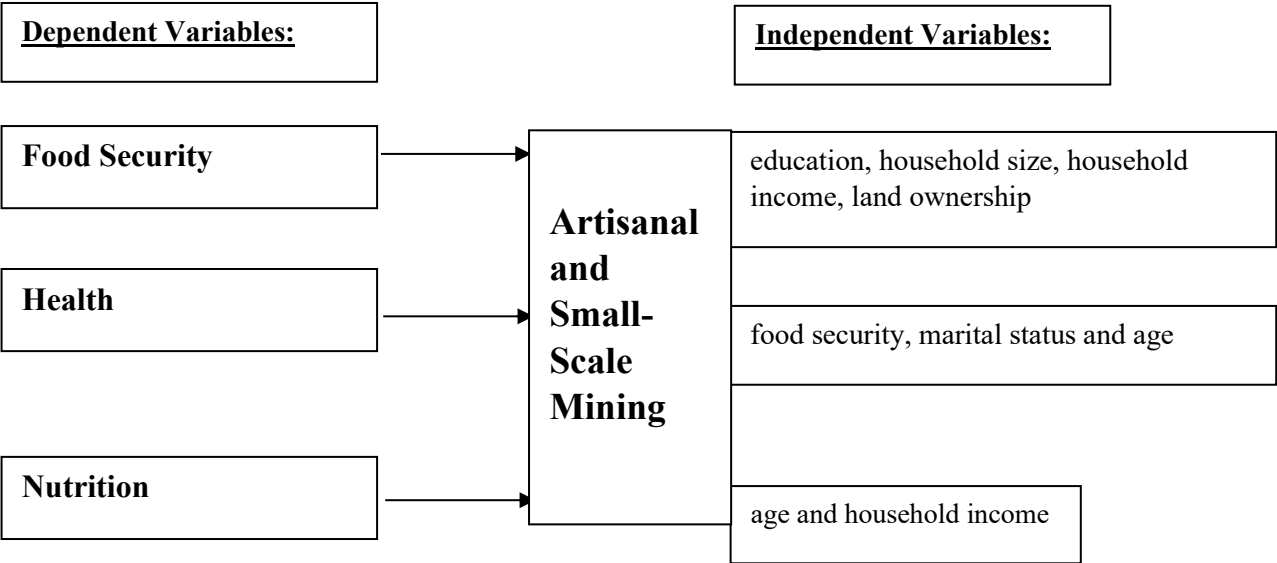 Dependent Variables:
Independent Variables:
Food Security
education, household size, household
income, land ownership
Artisanal
and
Small-
Scale
Mining
Health
food security, marital status and age
Nutrition
age and household income